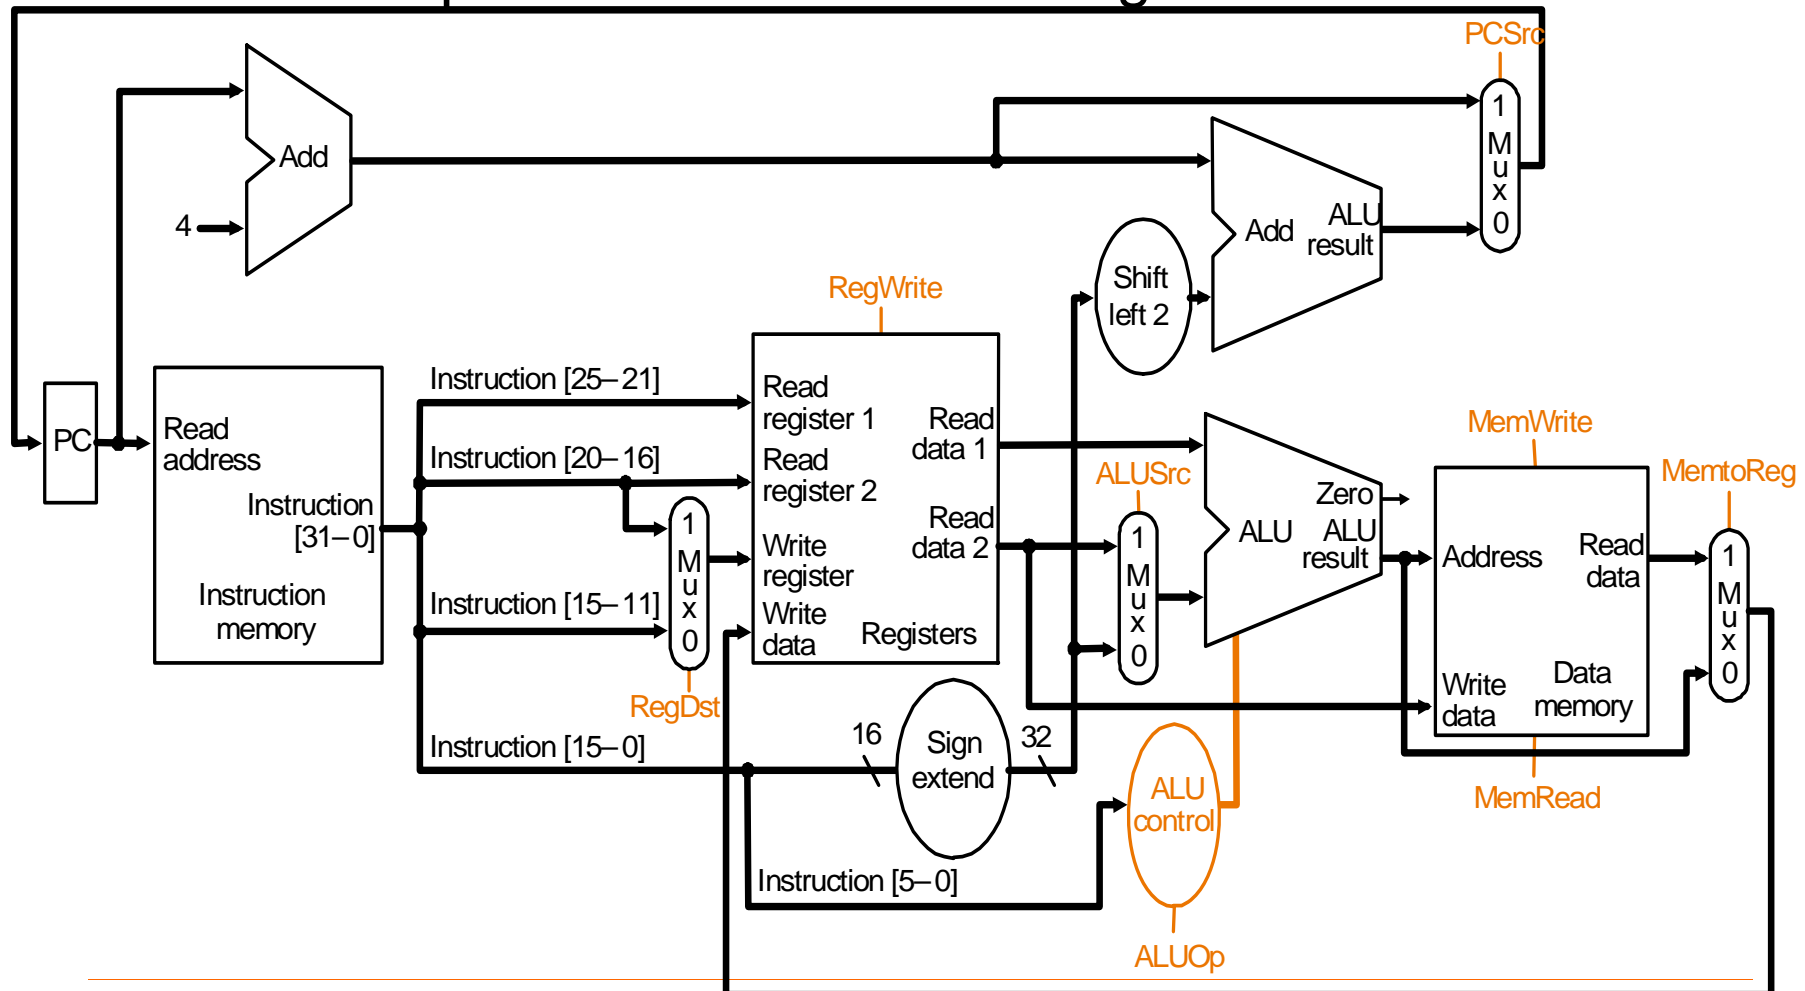 PCSrc
1
M
u
x
0
Add
4
Add
ALU
result
Shift
left 2
RegWrite
PC
Read
address
Instruction
[31–0]
Instruction
memory
Instruction [25–21]
Instruction [20–16]
Instruction [15–11]
Instruction [15–0]
1
M
u
x
0
RegDst
Read
register 1
Read
register 2
Write
register
Write
data
Read
data 1
Read
data 2
Registers
16
Sign
extend
32
Instruction [5–0]
ALUSrc
1
M
u
x
0
Zero
ALU
ALU
result
ALU
control
ALUOp
MemWrite
Address
Read
data
Write
data
Data
memory
MemRead
MemtoReg
1
M
u
x
0